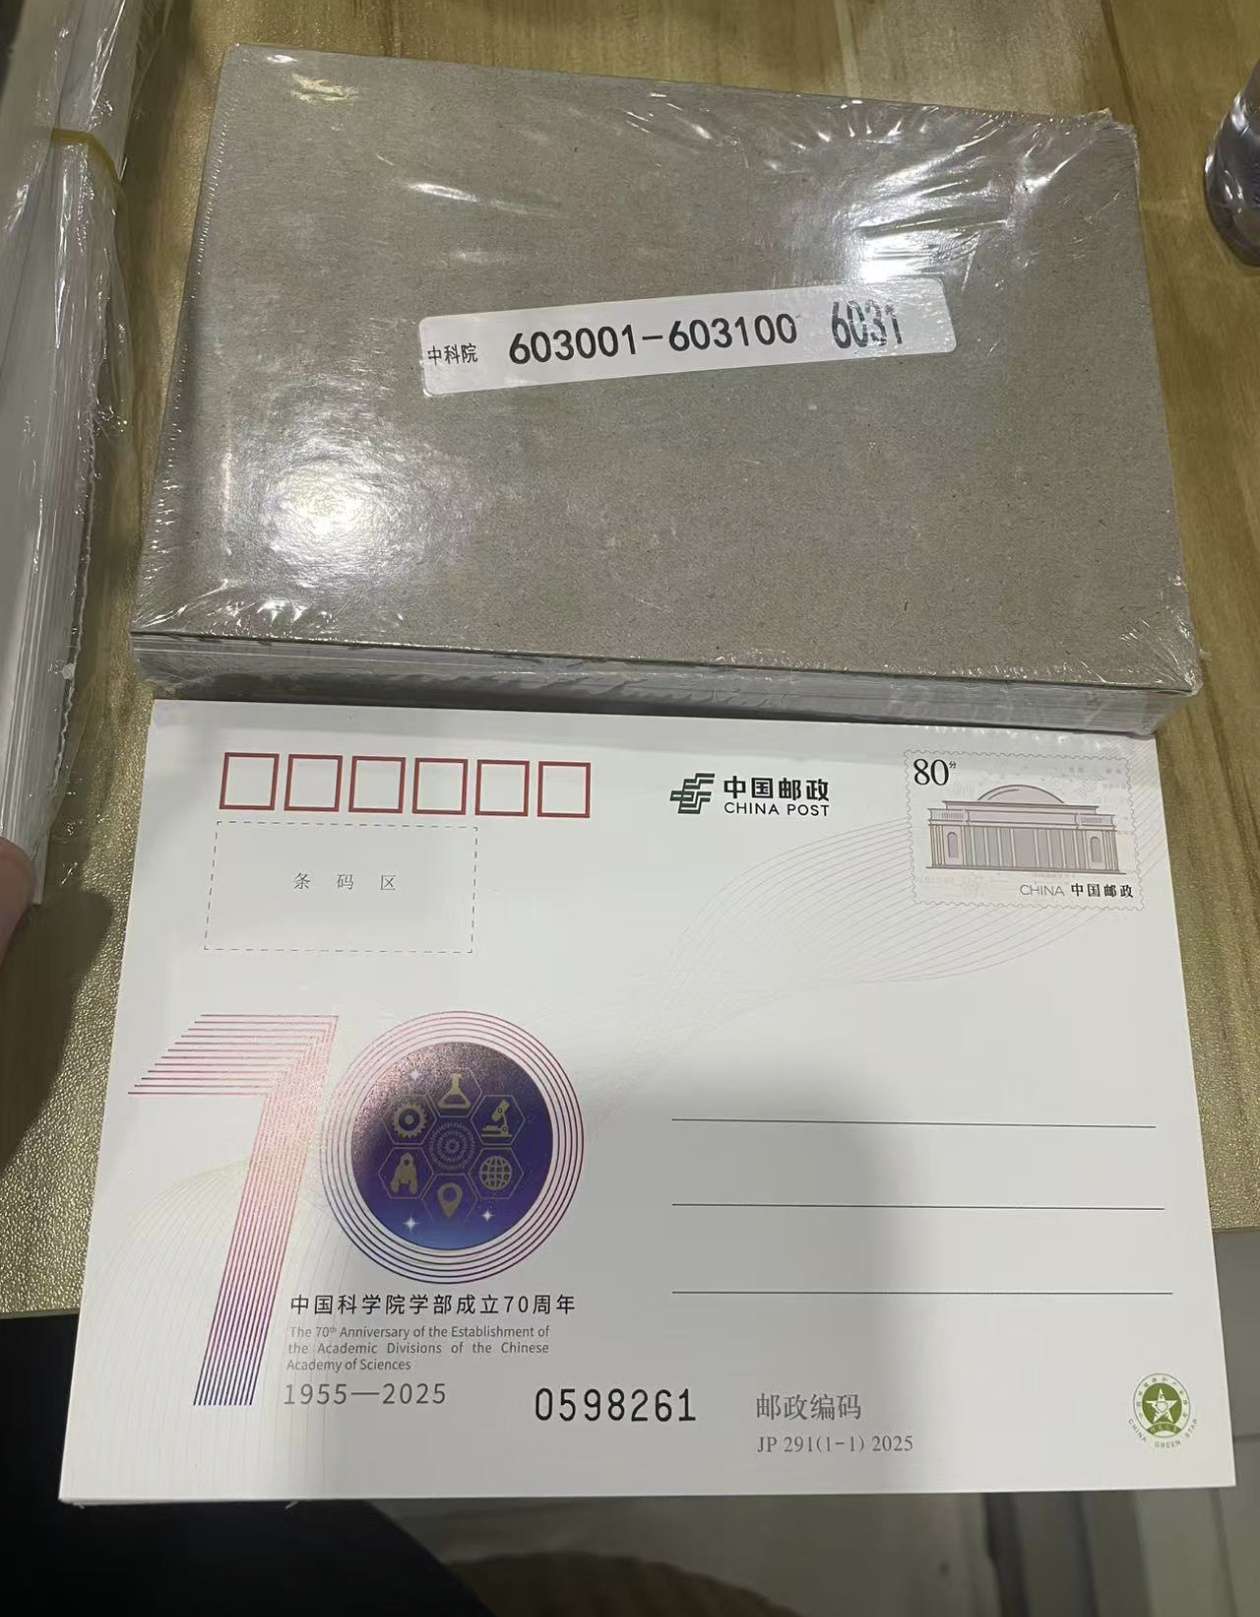 中科院 603001-603100 6031
中国邮政
CHINA POST
80分
CHINA 中国邮政
条码区
中国科学院学部成立70周年
The 70th Anniversary of the Establishment of
the Academic Divisions of the Chinese
Academy of Sciences
1955—2025
0598261
邮政编码
JP 291(1-1) 2025
CHINA GREEN STAR